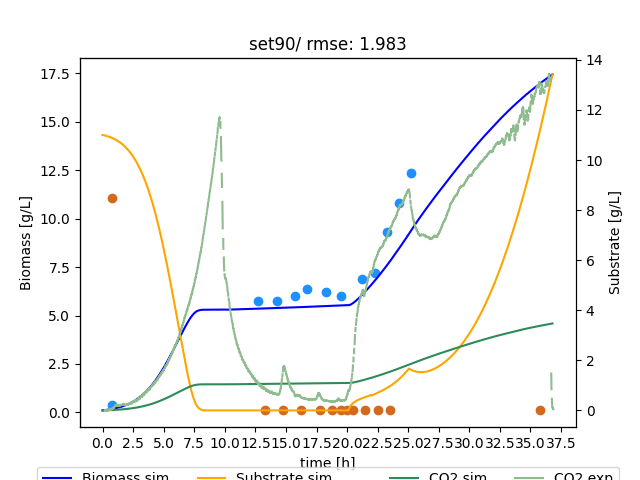 set90/ rmse: 1.983
17.5
15.0
12.5
10.0
7.5
5.0
2.5
0.0
Biomass [g/L]
14
12
10
8
6
4
2
0
Substrate [g/L]
0.0 2.5 5.0 7.5 10.0 12.5 15.0 17.5 20.0 22.5 25.0 27.5 30.0 32.5 35.0 37.5
time [h]
Biomass sim Substrate sim CO2 sim CO2 exp